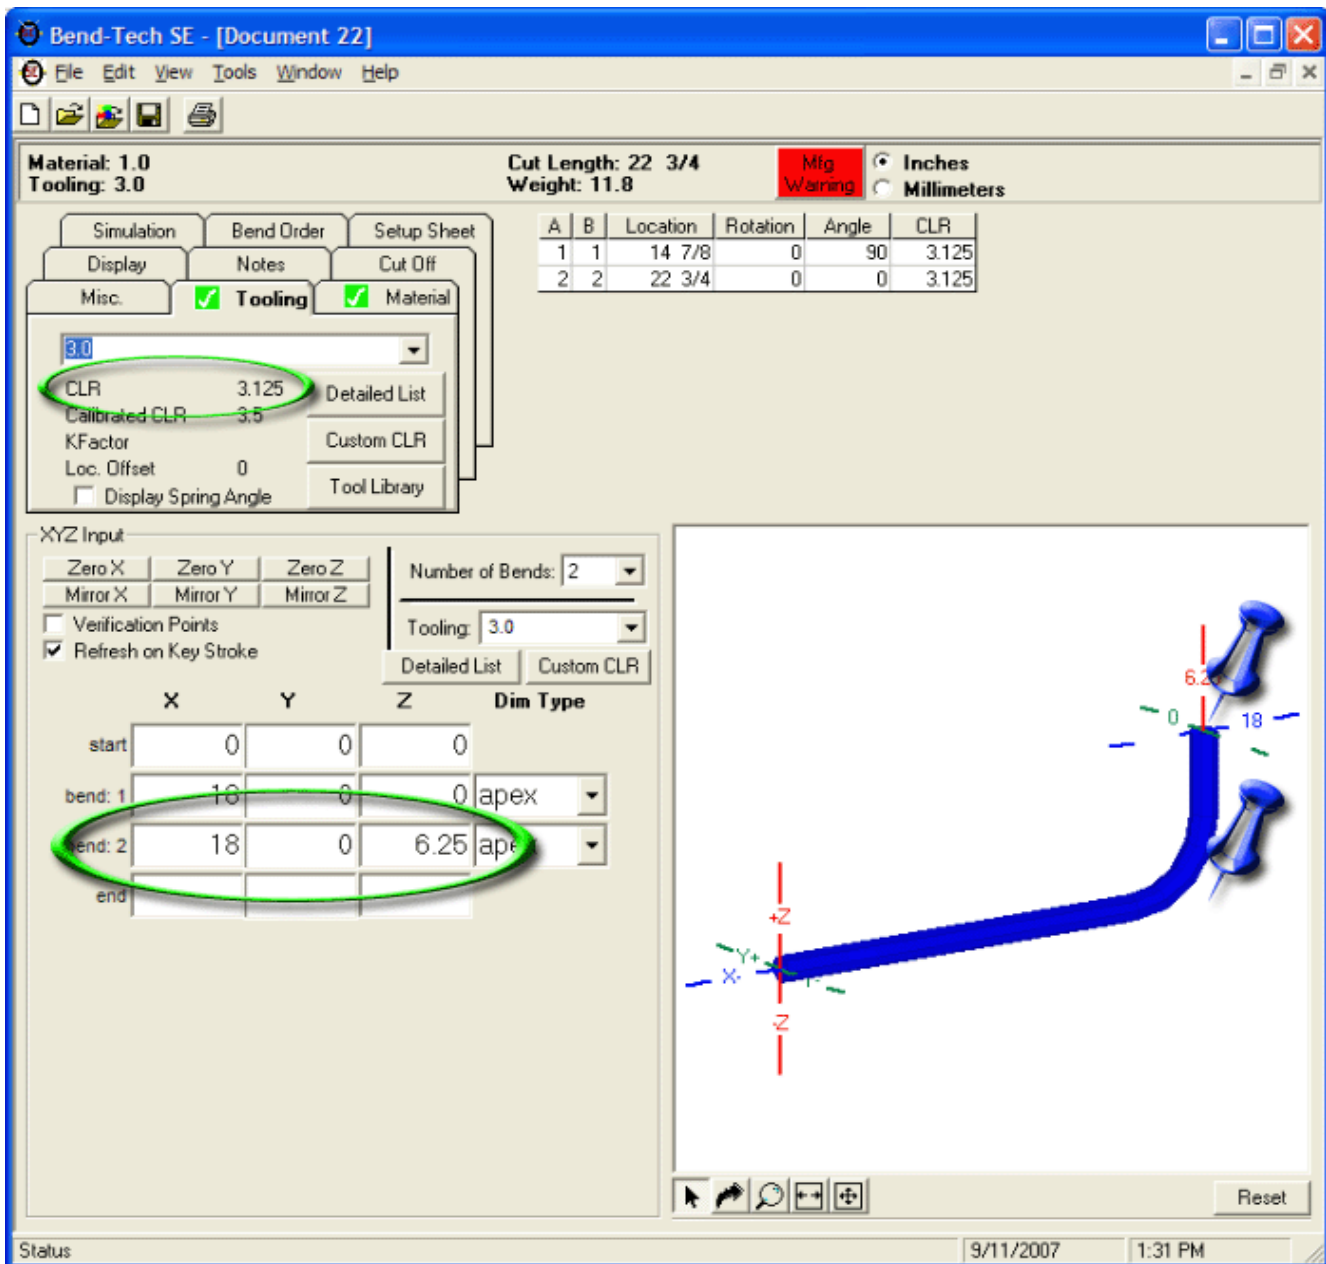 Bend-Tech SE - [Document 22]
File Edit View Tools Window Help
Material: 1.0 Cut Length: 22 3/4 Mfg Warning Inches
Tooling: 3.0 Weight: 11.8 Millimeters
Simulation Bend Order Setup Sheet
Display Notes Cut Off
Misc. Tooling Material
A B Location Rotation Angle CLR
1 1 14 7/8 0 90 3.125
2 2 22 3/4 0 0 3.125
3.0
CLR 3.125 Detailed List
Calibrated CLR 3.5
KFactor Custom CLR
Loc. Offset 0
Display Spring Angle Tool Library
XYZ Input
Zero X Zero Y Zero Z Number of Bends: 2
Mirror X Mirror Y Mirror Z
Verification Points Tooling: 3.0
Refresh on Key Stroke
Detailed List Custom CLR
X Y Z Dim Type
start 0 0 0
bend: 1 18 0 0 apex
bend: 2 18 0 6.25 apex
end
0 18
+Z
Y+
X-
-Z
Reset
Status 9/11/2007 1:31 PM